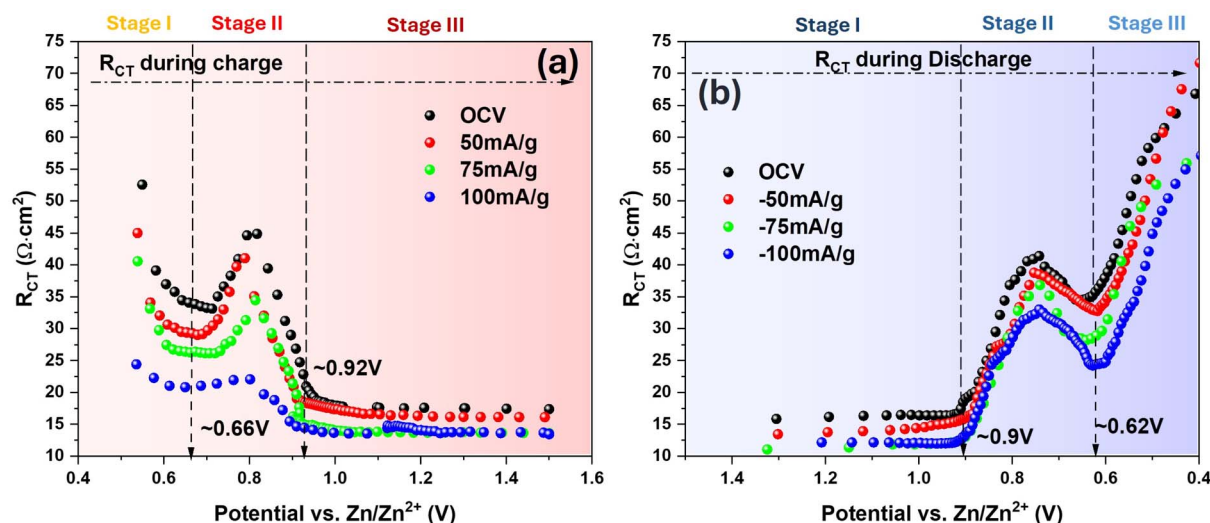 Stage I Stage II Stage III
R_CT during charge (a)
OCV
50mA/g
75mA/g
100mA/g
~0.92V
~0.66V
75
70
65
60
55
50
45
40
35
30
25
20
15
10
R_CT (Ω·cm²)
0.4 0.6 0.8 1.0 1.2 1.4 1.6
Potential vs. Zn/Zn²⁺ (V)
Stage I Stage II Stage III
R_CT during Discharge
(b)
OCV
-50mA/g
-75mA/g
-100mA/g
~0.9V
~0.62V
75
70
65
60
55
50
45
40
35
30
25
20
15
10
R_CT (Ω·cm²)
1.4 1.2 1.0 0.8 0.6 0.4
Potential vs. Zn/Zn²⁺ (V)